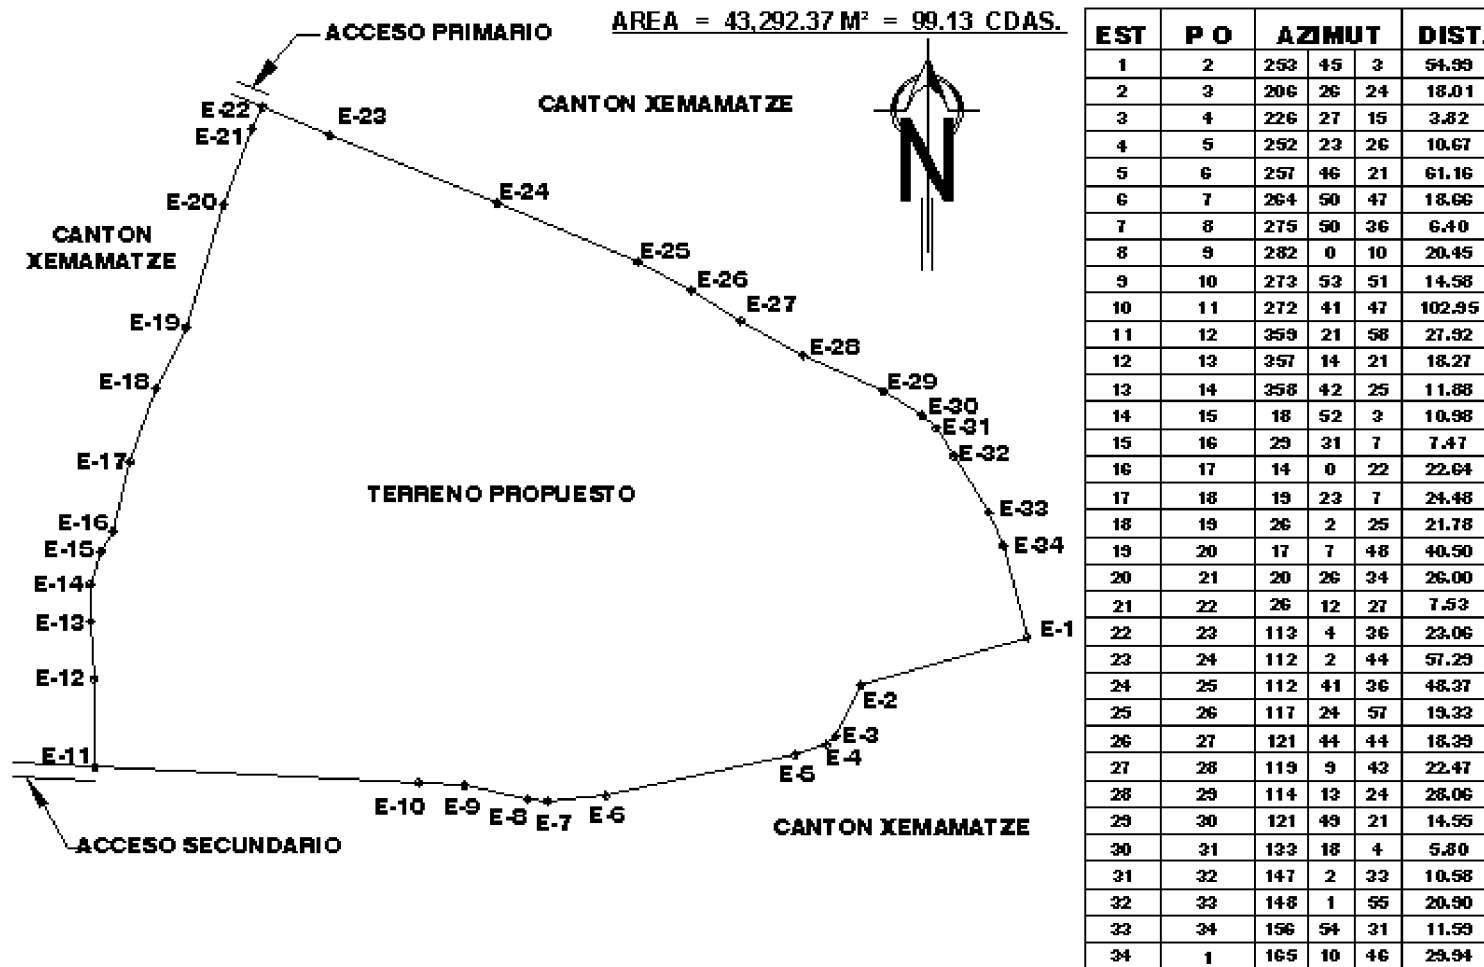 AREA = 43,292.37 M² = 99.13 CDAS.
ACCESO PRIMARIO
CANTON XEMAMATZE
N
E-22
E-23
E-21
E-20
E-24
CANTON
XEMAMATZE
E-25
E-26
E-27
E-19
E-28
E-18
E-29
E-30
E-31
E-32
E-17
TERRENO PROPUESTO
E-33
E-16
E-34
E-15
E-14
E-13
E-1
E-12
E-2
E-3
E-4
E-11
E-5
E-10
E-9
E-8
E-7
E-6
CANTON XEMAMATZE
ACCESO SECUNDARIO
EST P O AZIMUT DIST.
1 2 253 45 3 54.99
2 3 206 26 24 18.01
3 4 226 27 15 3.82
4 5 252 23 26 10.67
5 6 257 46 21 61.16
6 7 264 50 47 18.66
7 8 275 50 36 6.40
8 9 282 0 10 20.45
9 10 273 53 51 14.58
10 11 272 41 47 102.95
11 12 359 21 58 27.92
12 13 357 14 21 18.27
13 14 358 42 25 11.88
14 15 18 52 3 10.98
15 16 29 31 7 7.47
16 17 14 0 22 22.64
17 18 19 23 7 24.48
18 19 26 2 25 21.78
19 20 17 7 48 40.50
20 21 20 26 34 26.00
21 22 26 12 27 7.53
22 23 113 4 36 23.06
23 24 112 2 44 57.29
24 25 112 41 36 48.37
25 26 117 24 57 19.33
26 27 121 44 44 18.39
27 28 119 9 43 22.47
28 29 114 13 24 28.06
29 30 121 49 21 14.55
30 31 133 18 4 5.80
31 32 147 2 33 10.58
32 33 148 1 55 20.90
33 34 156 54 31 11.59
34 1 165 10 46 29.94